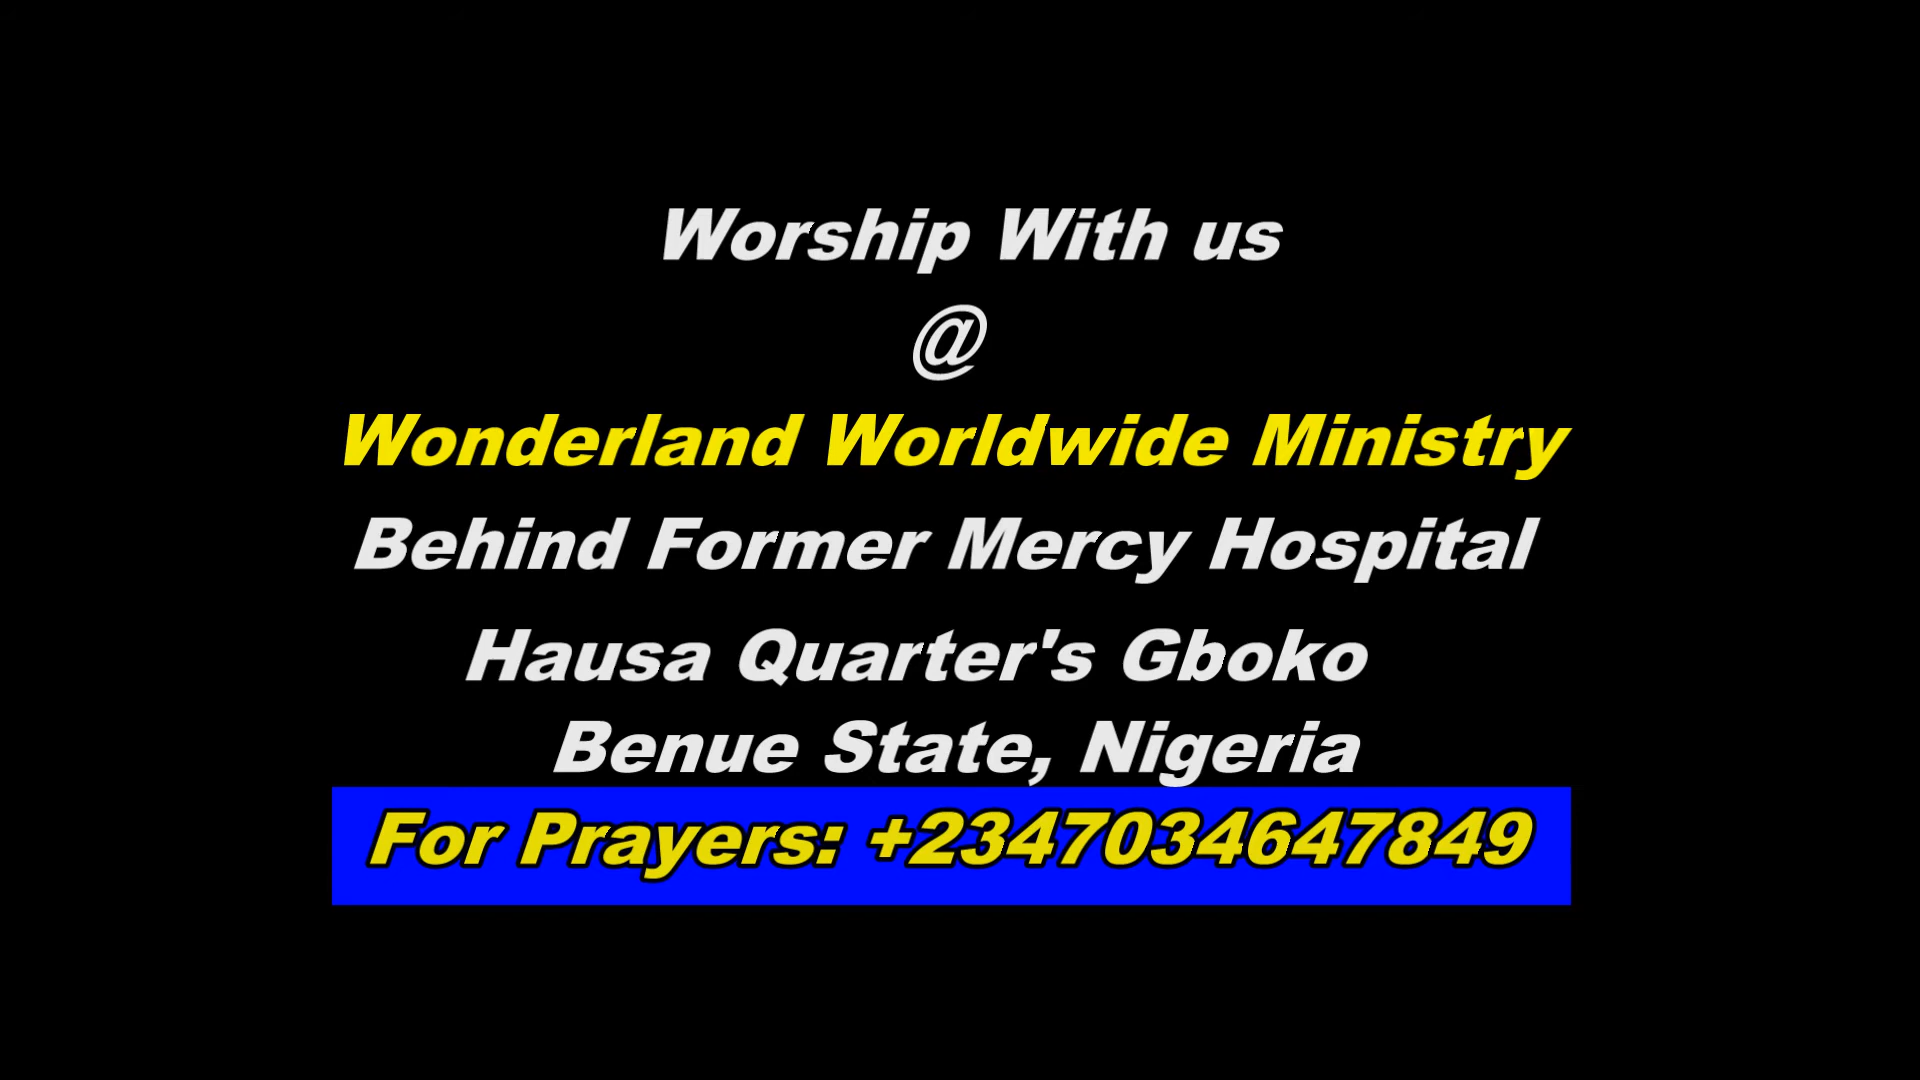 Worship With us
@
Wonderland Worldwide Ministry
Behind Former Mercy Hospital
Hausa Quarter's Gboko
Benue State, Nigeria
For Prayers: +2347034647849